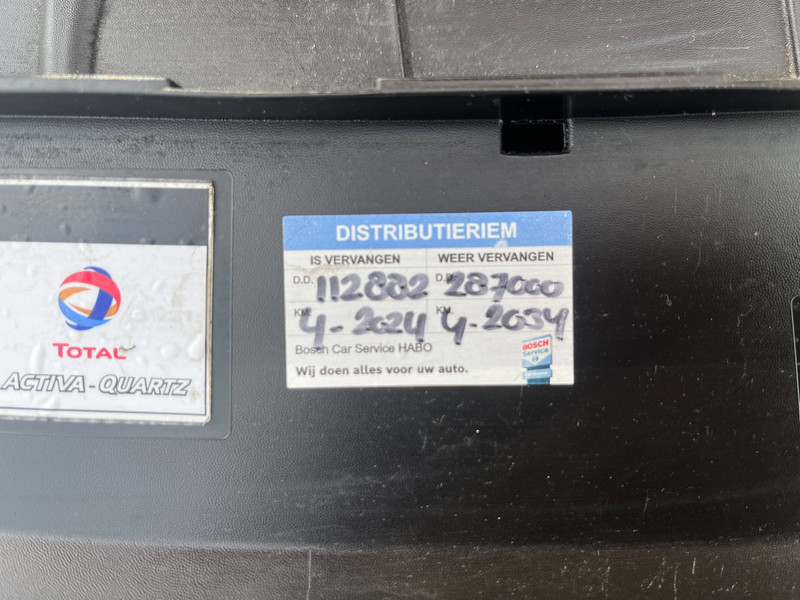 TOTAL
ACTIVA - QUARTZ
DISTRIBUTIERIEM
IS VERVANGEN WEER VERVANGEN
D.D. 112882 D.D. 287000
KM. 4-2024 KM. 4-2034
Bosch Car Service HABO
Wij doen alles voor uw auto.
BOSCH
Service